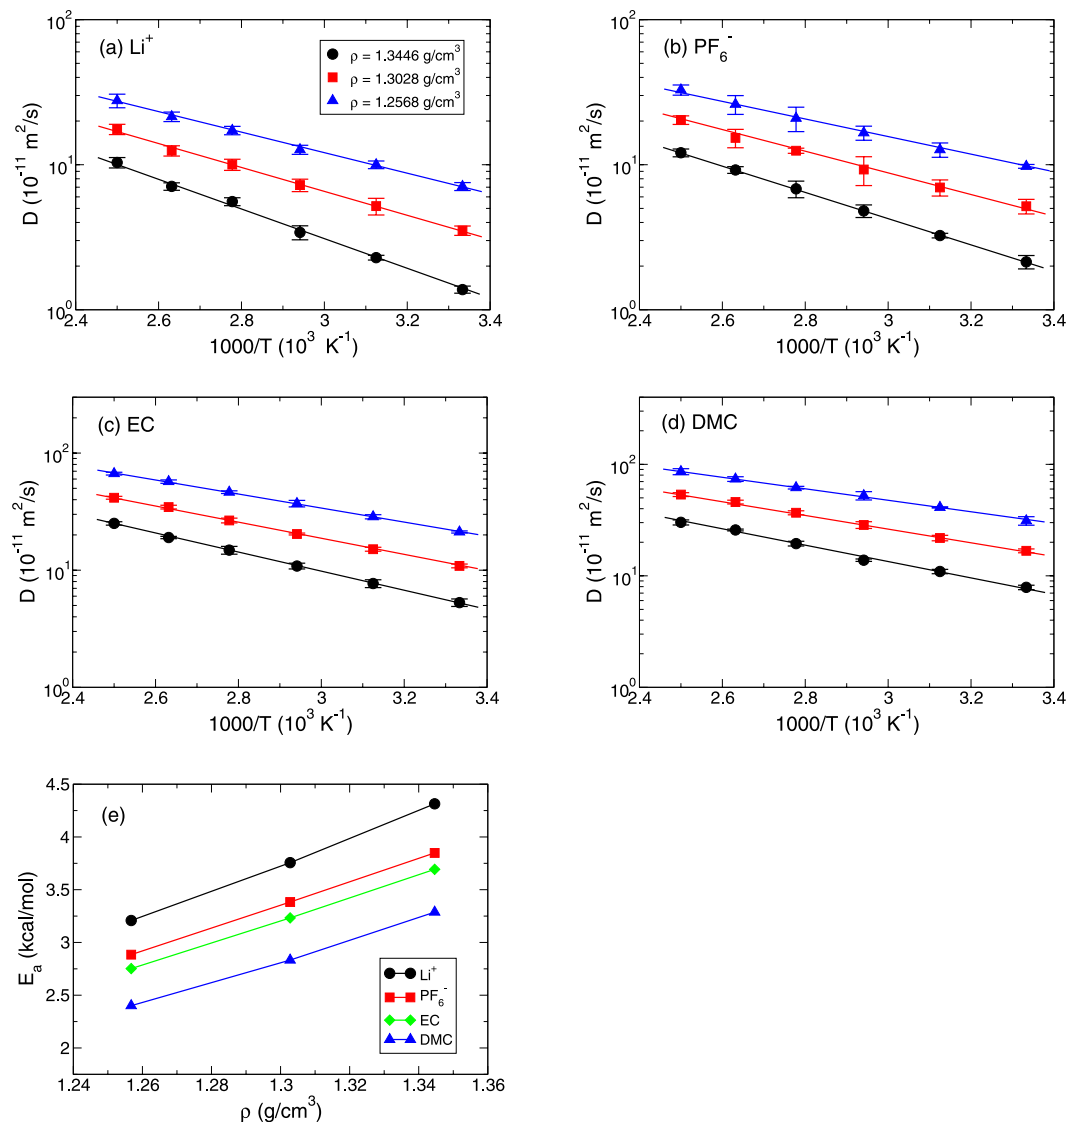 (a) Li⁺
ρ = 1.3446 g/cm³
ρ = 1.3028 g/cm³
ρ = 1.2568 g/cm³
10²
10¹
10⁰
D (10⁻¹¹ m²/s)
2.4 2.6 2.8 3 3.2 3.4
1000/T (10³ K⁻¹)
(b) PF₆⁻
10²
10¹
10⁰
D (10⁻¹¹ m²/s)
2.4 2.6 2.8 3 3.2 3.4
1000/T (10³ K⁻¹)
(c) EC
10²
10¹
10⁰
D (10⁻¹¹ m²/s)
2.4 2.6 2.8 3 3.2 3.4
1000/T (10³ K⁻¹)
(d) DMC
10²
10¹
10⁰
D (10⁻¹¹ m²/s)
2.4 2.6 2.8 3 3.2 3.4
1000/T (10³ K⁻¹)
(e)
4.5
4
3.5
3
2.5
2
Eₐ (kcal/mol)
Li⁺
PF₆⁻
EC
DMC
1.24 1.26 1.28 1.3 1.32 1.34 1.36
ρ (g/cm³)